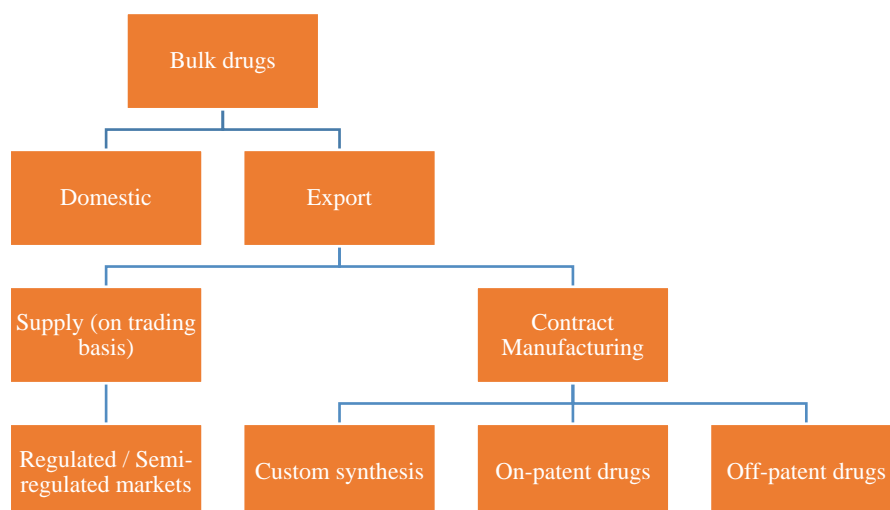 Bulk drugs
Domestic
Export
Supply (on trading
basis)
Contract
Manufacturing
Regulated / Semi-
regulated markets
Custom synthesis
On-patent drugs
Off-patent drugs